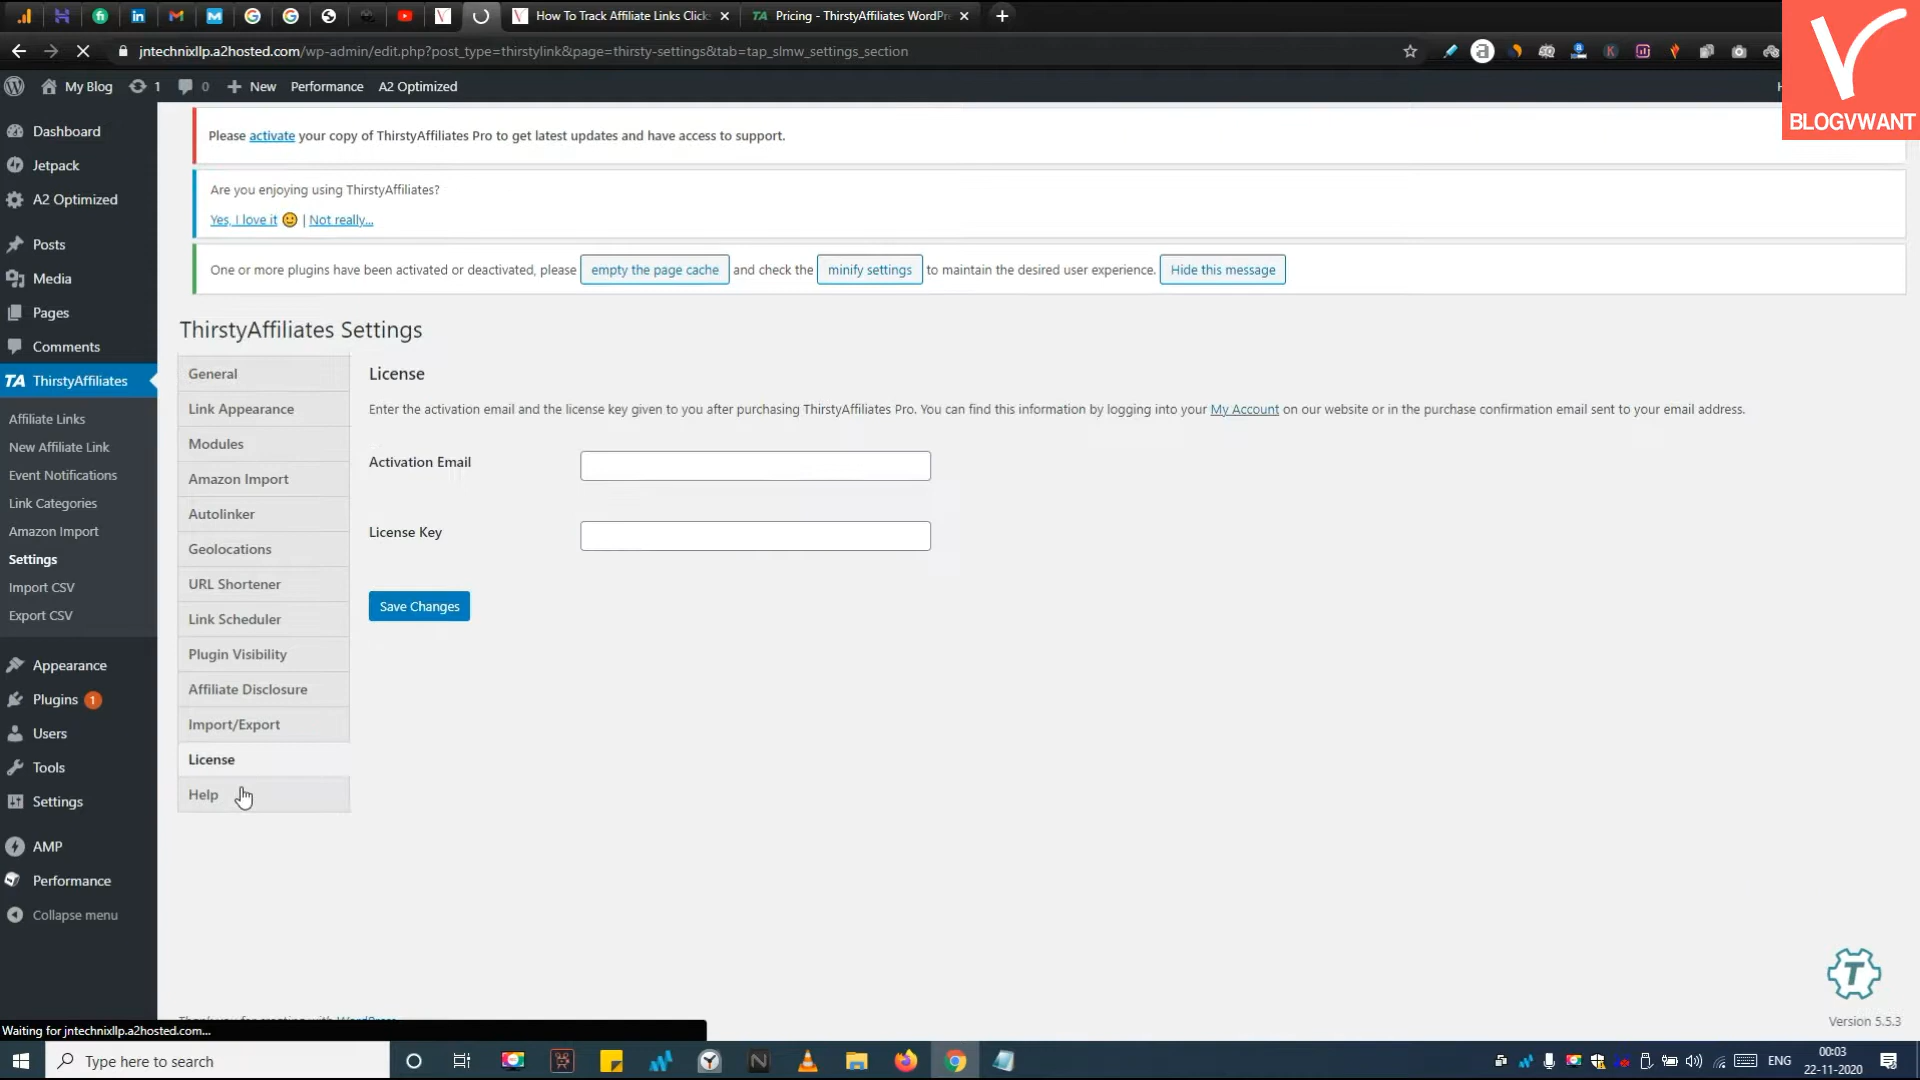 How To Track Affiliate Links Click
Pricing - ThirstyAffiliates WordPre
jntechnixllp.a2hosted.com/wp-admin/edit.php?post_type=thirstylink&page=thirsty-settings&tab=tap_slmw_settings_section
BLOGVWANT
My Blog 1 0 New Performance A2 Optimized
Dashboard
Jetpack
A2 Optimized
Posts
Media
Pages
Comments
TA ThirstyAffiliates
Affiliate Links
New Affiliate Link
Event Notifications
Link Categories
Amazon Import
Settings
Import CSV
Export CSV
Appearance
Plugins 1
Users
Tools
Settings
AMP
Performance
Collapse menu
Please activate your copy of ThirstyAffiliates Pro to get latest updates and have access to support.
Are you enjoying using ThirstyAffiliates?
Yes, I love it | Not really...
One or more plugins have been activated or deactivated, please empty the page cache and check the minify settings to maintain the desired user experience. Hide this message
ThirstyAffiliates Settings
General
Link Appearance
Modules
Amazon Import
Autolinker
Geolocations
URL Shortener
Link Scheduler
Plugin Visibility
Affiliate Disclosure
Import/Export
License
Help
License
Enter the activation email and the license key given to you after purchasing ThirstyAffiliates Pro. You can find this information by logging into your My Account on our website or in the purchase confirmation email sent to your email address.
Activation Email
License Key
Save Changes
Version 5.5.3
Waiting for jntechnixllp.a2hosted.com...
Type here to search
ENG
00:03
22-11-2020